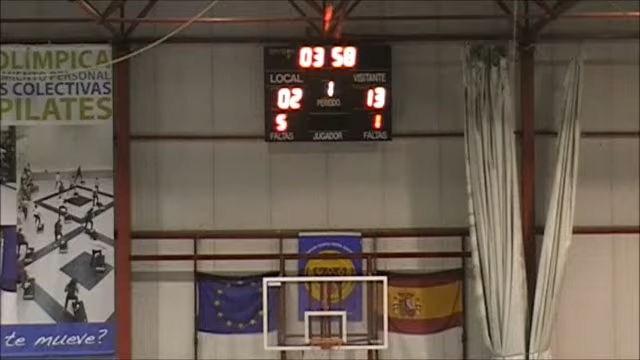 OLÍMPICA
MIENTO PERSONAL
S COLECTIVAS
PILATES
te mueve?
03 58
LOCAL
VISITANTE
02
1
13
PERIODO
5
1
FALTAS
JUGADOR
FALTAS